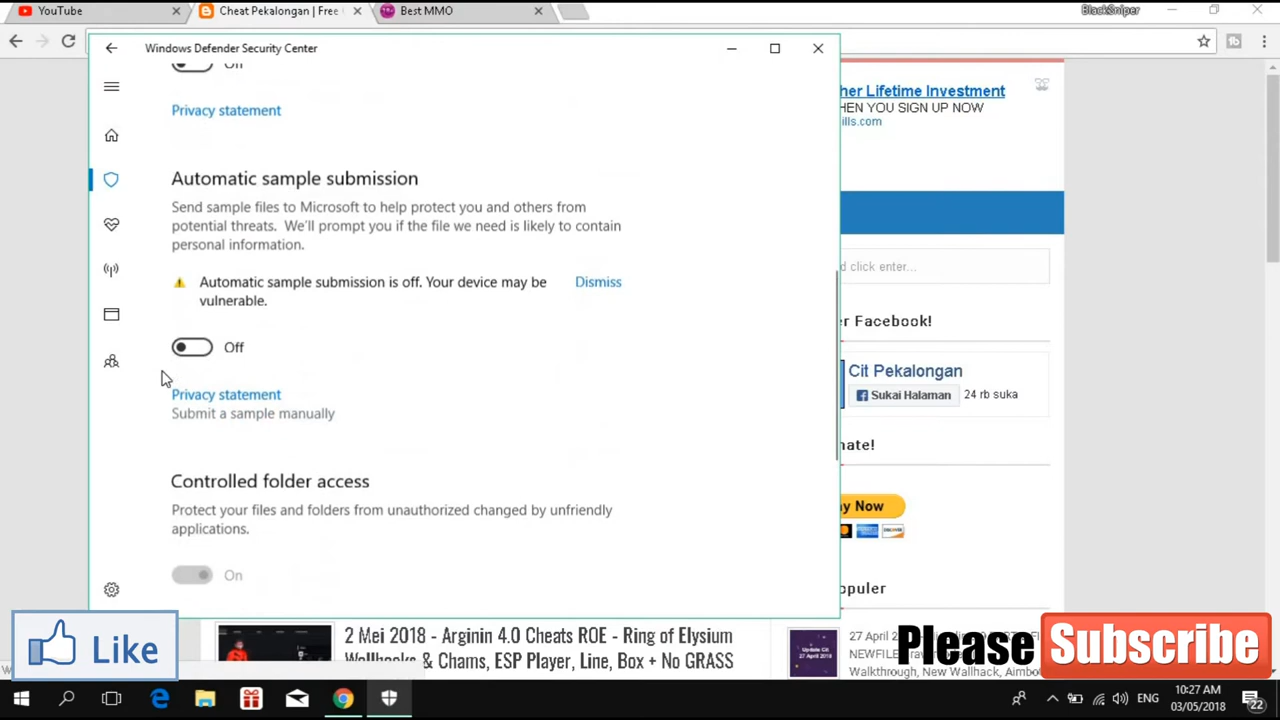 YouTube
Cheat Pekalongan | Free
Best MMO
BlackSniper
Windows Defender Security Center
Off
Privacy statement
Automatic sample submission
Send sample files to Microsoft to help protect you and others from
potential threats. We'll prompt you if the file we need is likely to contain
personal information.
Automatic sample submission is off. Your device may be
vulnerable.
Dismiss
Off
Privacy statement
Submit a sample manually
Controlled folder access
Protect your files and folders from unauthorized changed by unfriendly
applications.
On
her Lifetime Investment
HEN YOU SIGN UP NOW
ills.com
d click enter...
er Facebook!
Cit Pekalongan
Sukai Halaman
24 rb suka
nate!
ay Now
opuler
2 Mei 2018 - Arginin 4.0 Cheats ROE - Ring of Elysium
Wallhacks & Chams, ESP Player, Line, Box + No GRASS
Update Cit
27 April 2018
27 April 2
NEWFILE
Walkthrough, New Wallhack, Aimbo
Like
Please Subscribe
ENG
10:27 AM
03/05/2018
22